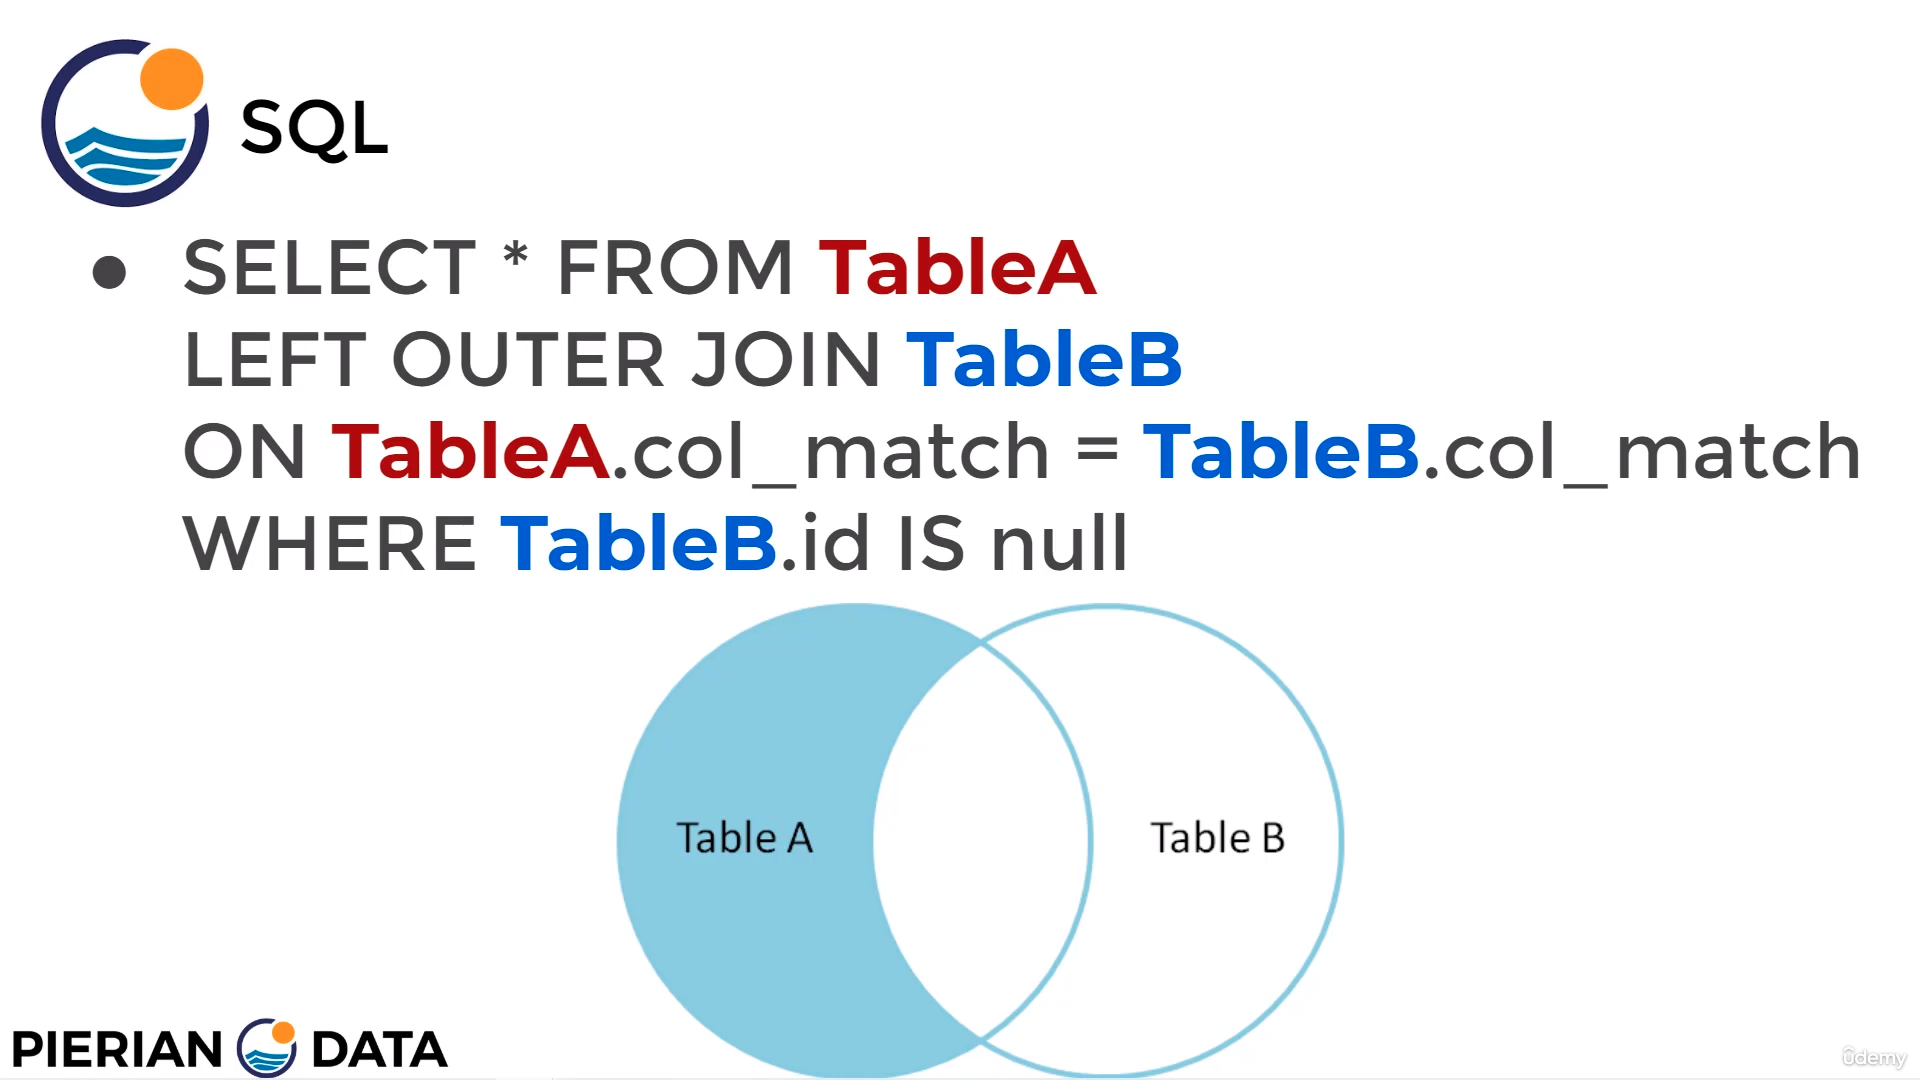 SQL
● SELECT * FROM TableA
LEFT OUTER JOIN TableB
ON TableA.col_match = TableB.col_match
WHERE TableB.id IS null
Table A
Table B
PIERIAN DATA
ûdemy